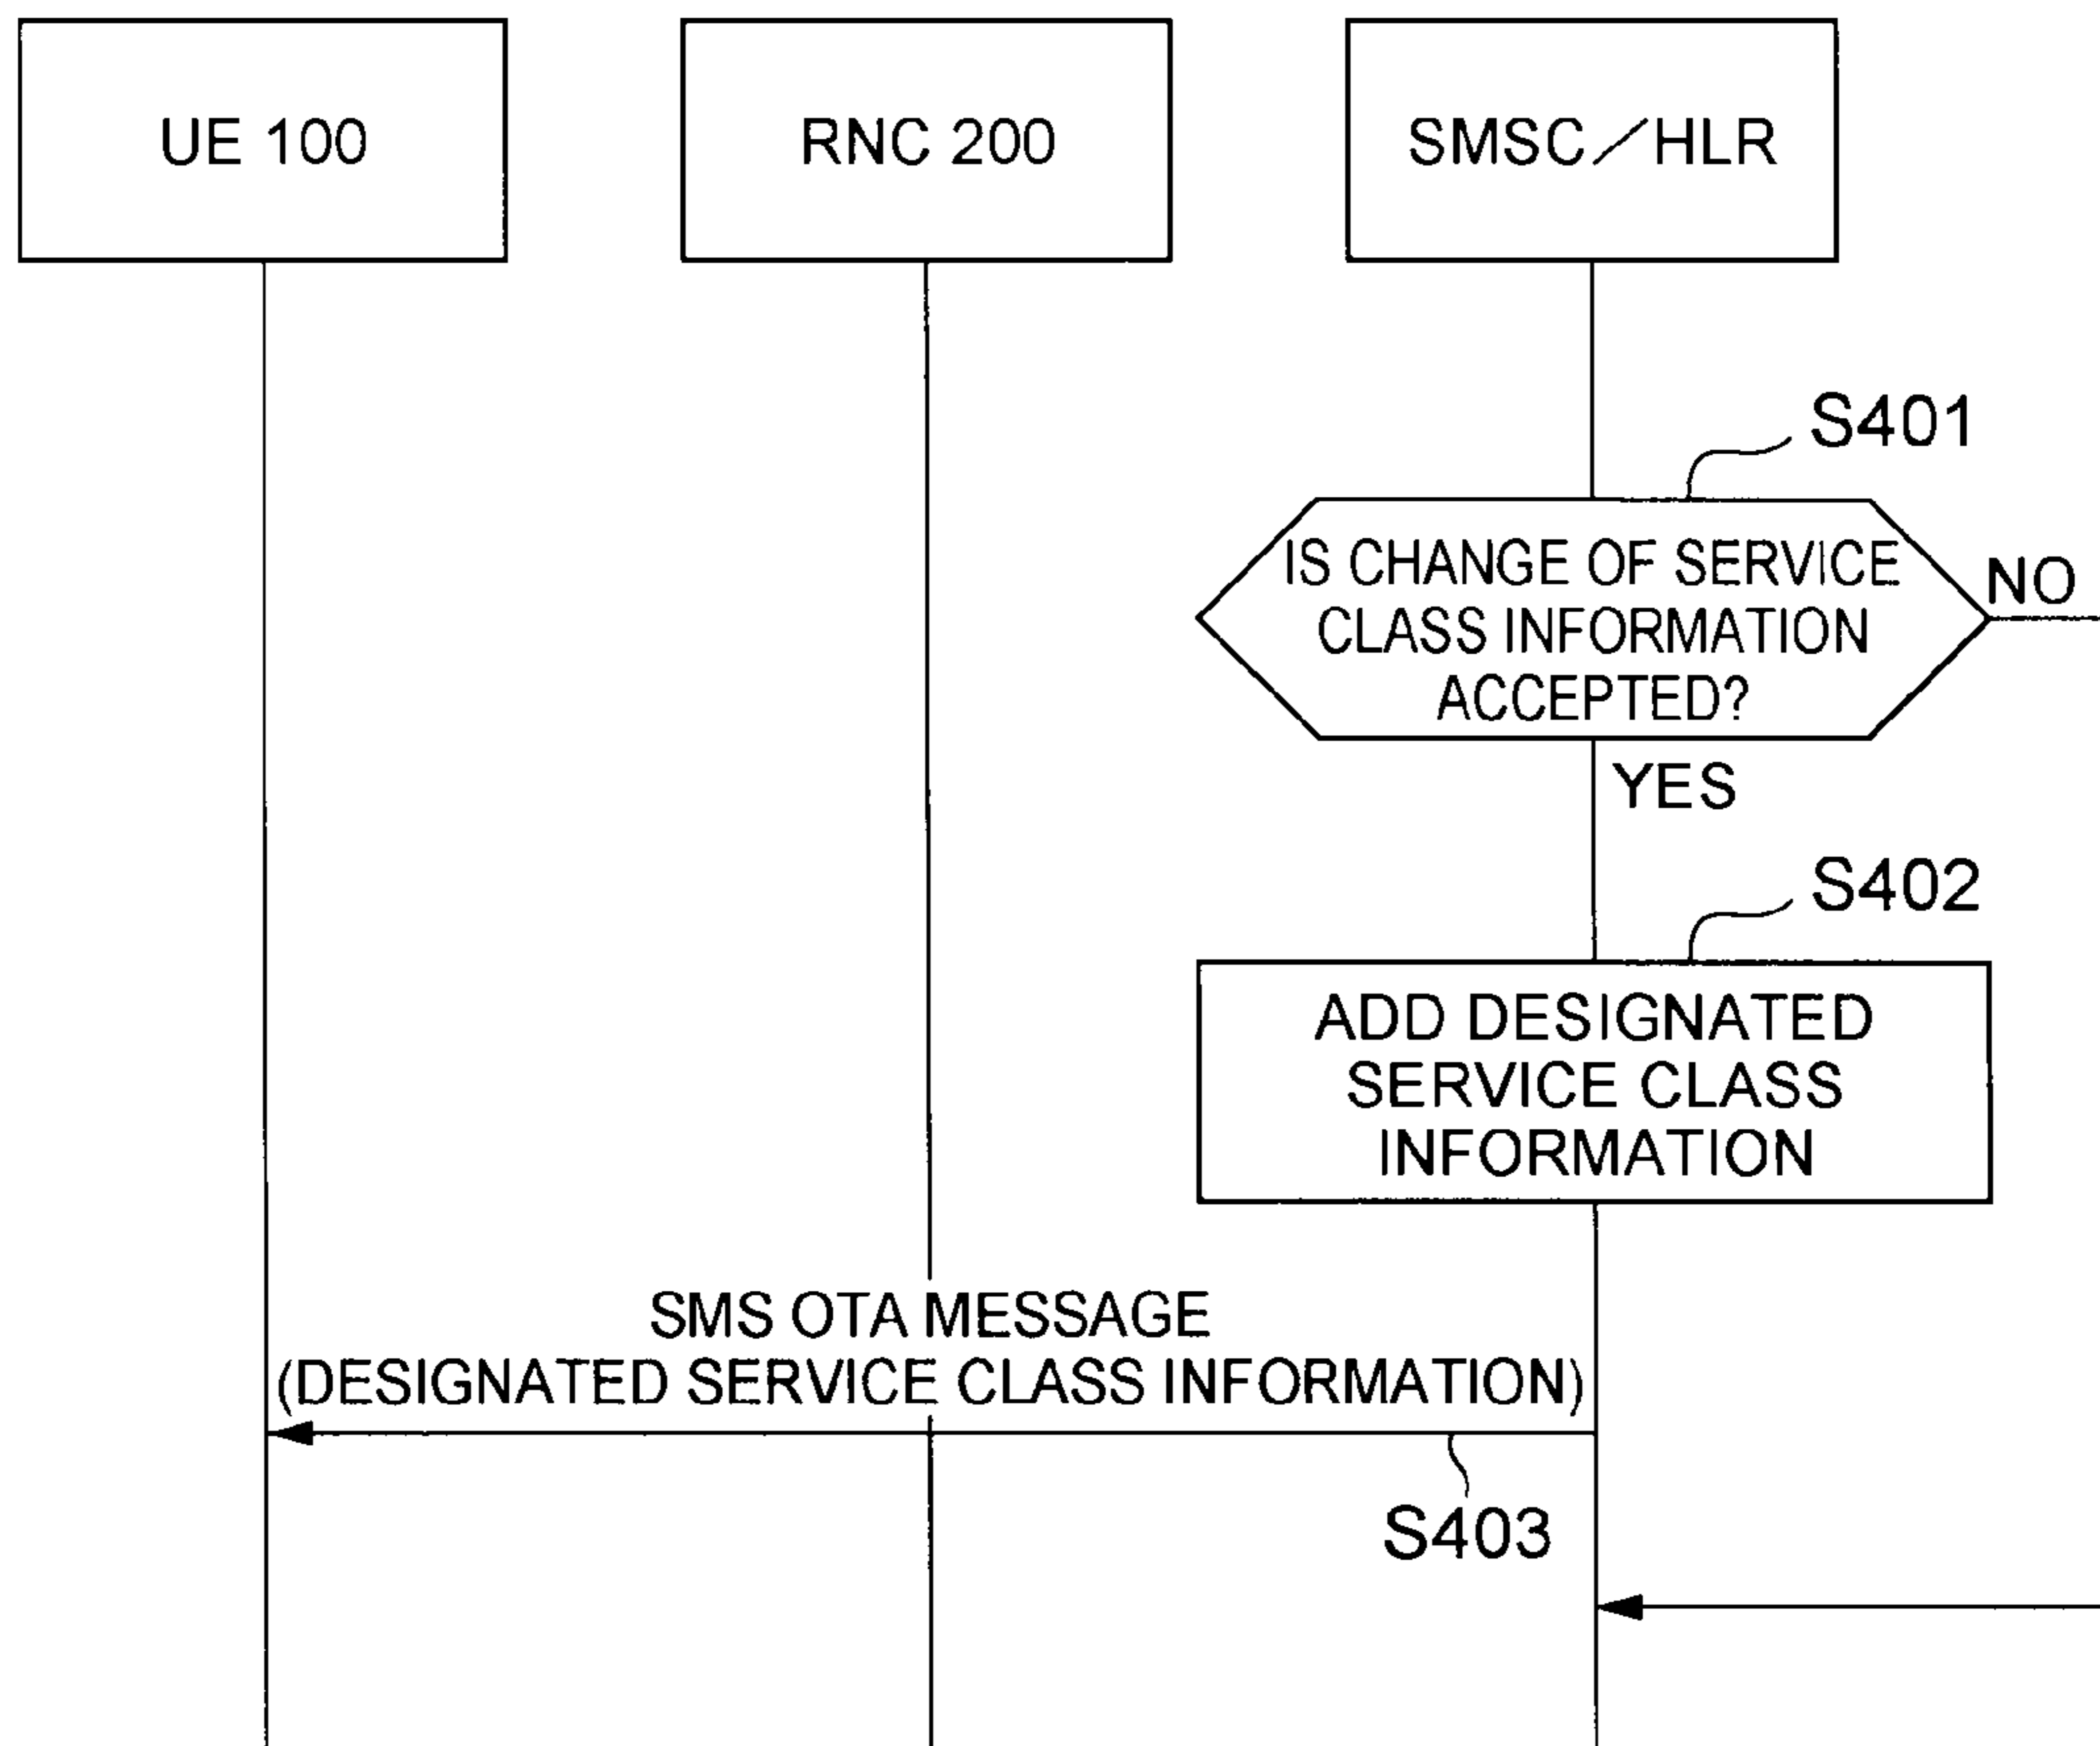 UE 100
RNC 200
SMSC/HLR
S401
IS CHANGE OF SERVICE
CLASS INFORMATION
ACCEPTED?
NO
YES
S402
ADD DESIGNATED
SERVICE CLASS
INFORMATION
SMS OTA MESSAGE
(DESIGNATED SERVICE CLASS INFORMATION)
S403